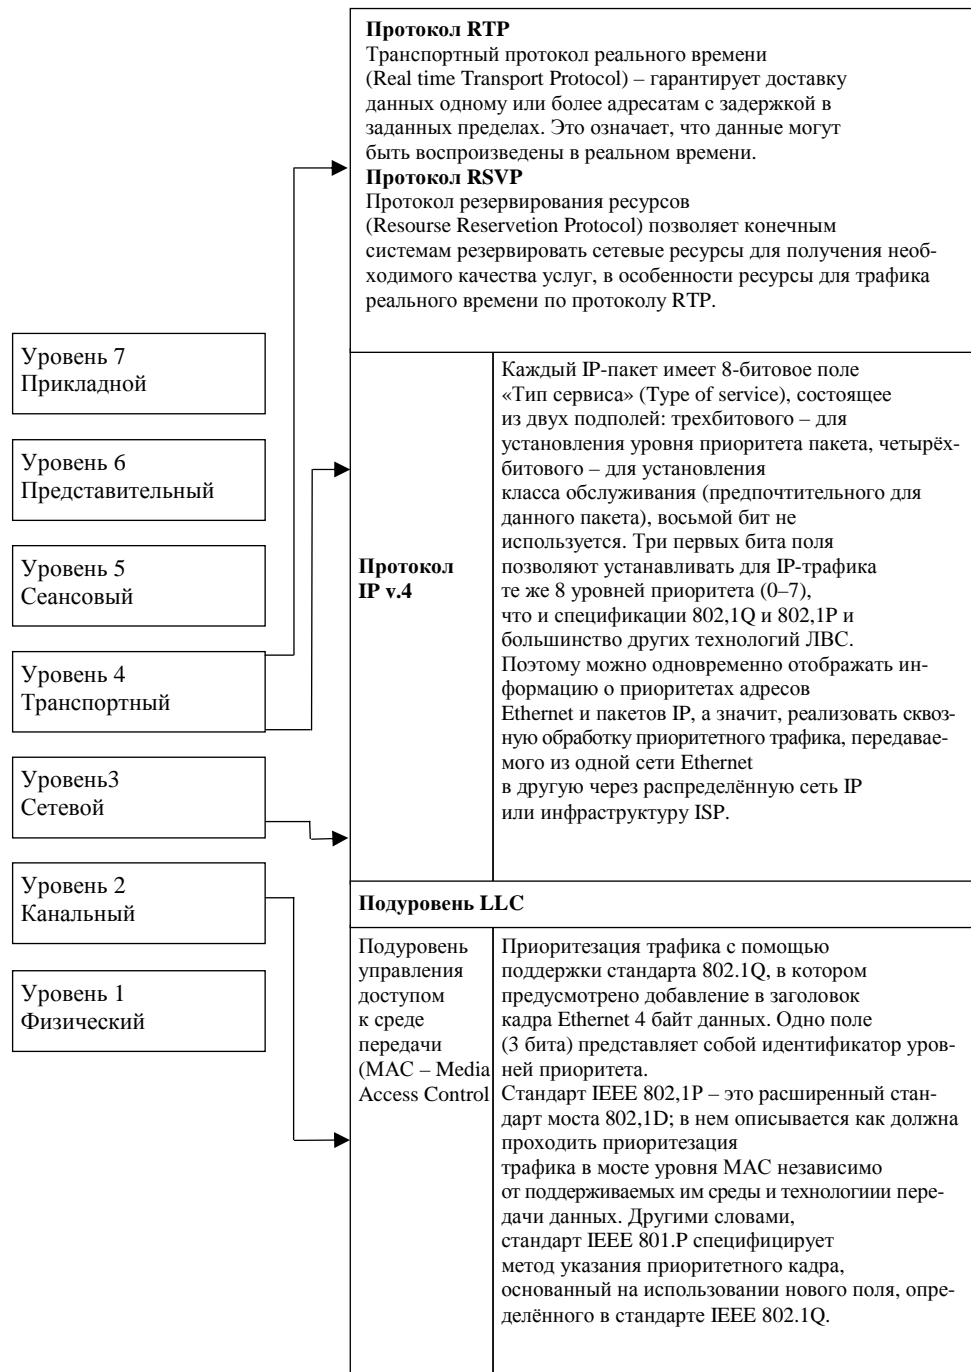 Протокол RTP
Транспортный протокол реального времени
(Real time Transport Protocol) – гарантирует доставку
данных одному или более адресатам с задержкой в
заданных пределах. Это означает, что данные могут
быть воспроизведены в реальном времени.
Протокол RSVP
Протокол резервирования ресурсов
(Resourse Reservetion Protocol) позволяет конечным
системам резервировать сетевые ресурсы для получения необ-
ходимого качества услуг, в особенности ресурсы для трафика
реального времени по протоколу RTP.
Уровень 7
Прикладной
Уровень 6
Представительный
Уровень 5
Сеансовый
Уровень 4
Транспортный
Уровень3
Сетевой
Уровень 2
Канальный
Уровень 1
Физический
Протокол
IP v.4
Каждый IP-пакет имеет 8-битовое поле
«Тип сервиса» (Type of service), состоящее
из двух подполей: трехбитового – для
установления уровня приоритета пакета, четырёх-
битового – для установления
класса обслуживания (предпочтительного для
данного пакета), восьмой бит не
используется. Три первых бита поля
позволяют устанавливать для IP-трафика
те же 8 уровней приоритета (0–7),
что и спецификации 802,1Q и 802,1P и
большинство других технологий ЛВС.
Поэтому можно одновременно отображать ин-
формацию о приоритетах адресов
Ethernet и пакетов IP, а значит, реализовать сквоз-
ную обработку приоритетного трафика, передавае-
мого из одной сети Ethernet
в другую через распределённую сеть IP
или инфраструктуру ISP.
Подуровень LLC
Подуровень
управления
доступом
к среде
передачи
(MAC – Media
Access Control
Приоритезация трафика с помощью
поддержки стандарта 802.1Q, в котором
предусмотрено добавление в заголовок
кадра Ethernet 4 байт данных. Одно поле
(3 бита) представляет собой идентификатор уров-
ней приоритета.
Стандарт IEEE 802,1P – это расширенный стан-
дарт моста 802,1D; в нем описывается как должна
проходить приоритезация
трафика в мосте уровня MAC независимо
от поддерживаемых им среды и технологиии пере-
дачи данных. Другими словами,
стандарт IEEE 801.P специфицирует
метод указания приоритетного кадра,
основанный на использовании нового поля, опре-
делённого в стандарте IEEE 802.1Q.